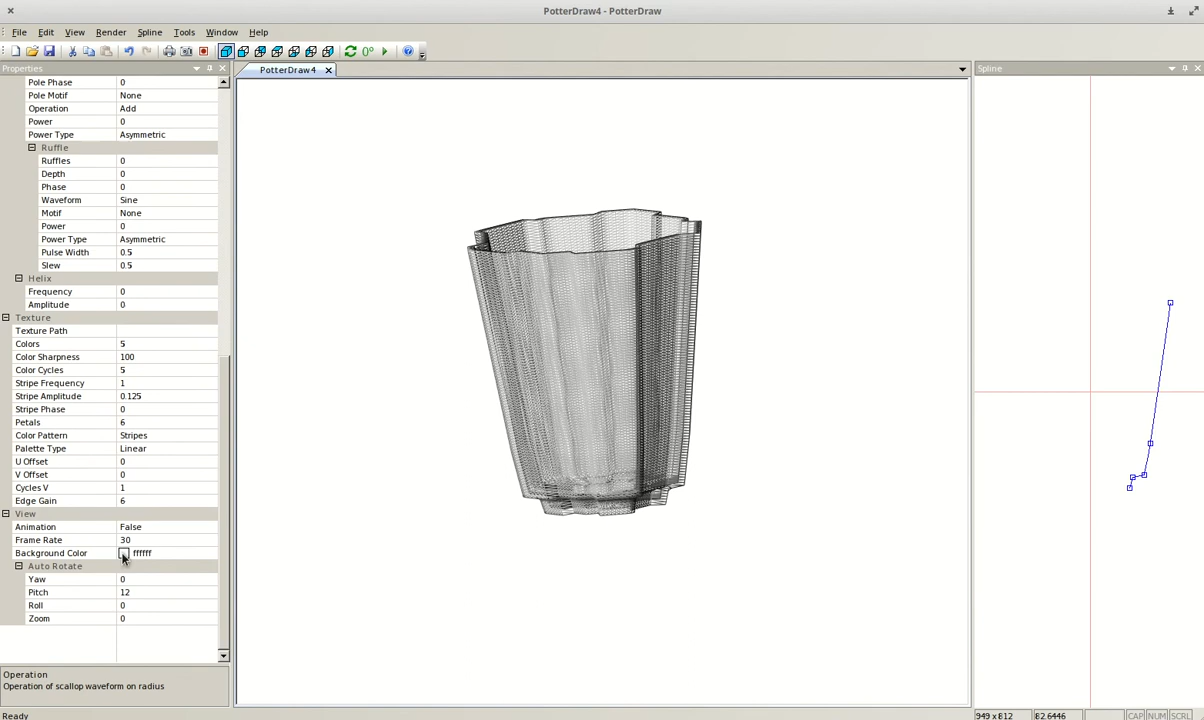 PotterDraw4 - PotterDraw
File Edit View Render Spline Tools Window Help
0°
Properties
PotterDraw4
Spline
Pole Phase 0
Pole Motif None
Operation Add
Power 0
Power Type Asymmetric
Ruffle
Ruffles 0
Depth 0
Phase 0
Waveform Sine
Motif None
Power 0
Power Type Asymmetric
Pulse Width 0.5
Slew 0.5
Helix
Frequency 0
Amplitude 0
Texture
Texture Path
Colors 5
Color Sharpness 100
Color Cycles 5
Stripe Frequency 1
Stripe Amplitude 0.125
Stripe Phase 0
Petals 6
Color Pattern Stripes
Palette Type Linear
U Offset 0
V Offset 0
Cycles V 1
Edge Gain 6
View
Animation False
Frame Rate 30
Background Color ffffff
Auto Rotate
Yaw 0
Pitch 12
Roll 0
Zoom 0
Operation
Operation of scallop waveform on radius
Ready
949 x 812 82.6446 CAP NUM SCRL